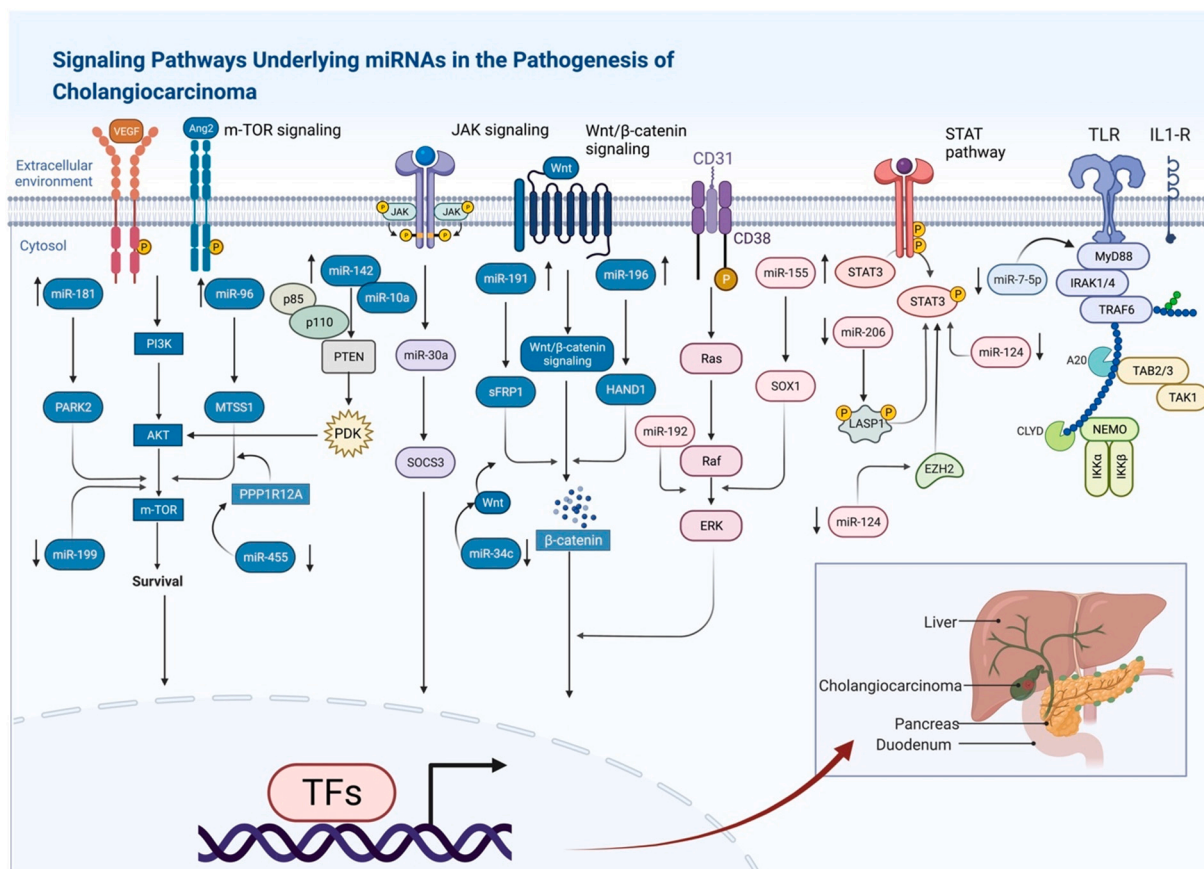 Signaling Pathways Underlying miRNAs in the Pathogenesis of
Cholangiocarcinoma
VEGF
Ang2
m-TOR signaling
JAK signaling
Wnt/β-catenin
signaling
STAT
pathway
TLR
IL1-R
Extracellular
environment
Wnt
CD31
JAK
P
P
JAK
P
P
Cytosol
P
P
CD38
P
P
P
miR-181
miR-96
miR-142
miR-10a
p85
p110
miR-191
miR-196
miR-155
STAT3
STAT3
P
miR-7-5p
MyD88
IRAK1/4
TRAF6
PI3K
PTEN
miR-30a
Wnt/β-catenin
signaling
Ras
miR-206
miR-124
A20
TAB2/3
TAK1
PARK2
MTSS1
sFRP1
HAND1
SOX1
P
P
LASP1
AKT
PDK
miR-192
CLYD
NEMO
SOCS3
Raf
EZH2
IKKα
IKKβ
PPP1R12A
m-TOR
Wnt
miR-124
ERK
miR-199
miR-455
miR-34c
β-catenin
Survival
Liver
Cholangiocarcinoma
Pancreas
Duodenum
TFs